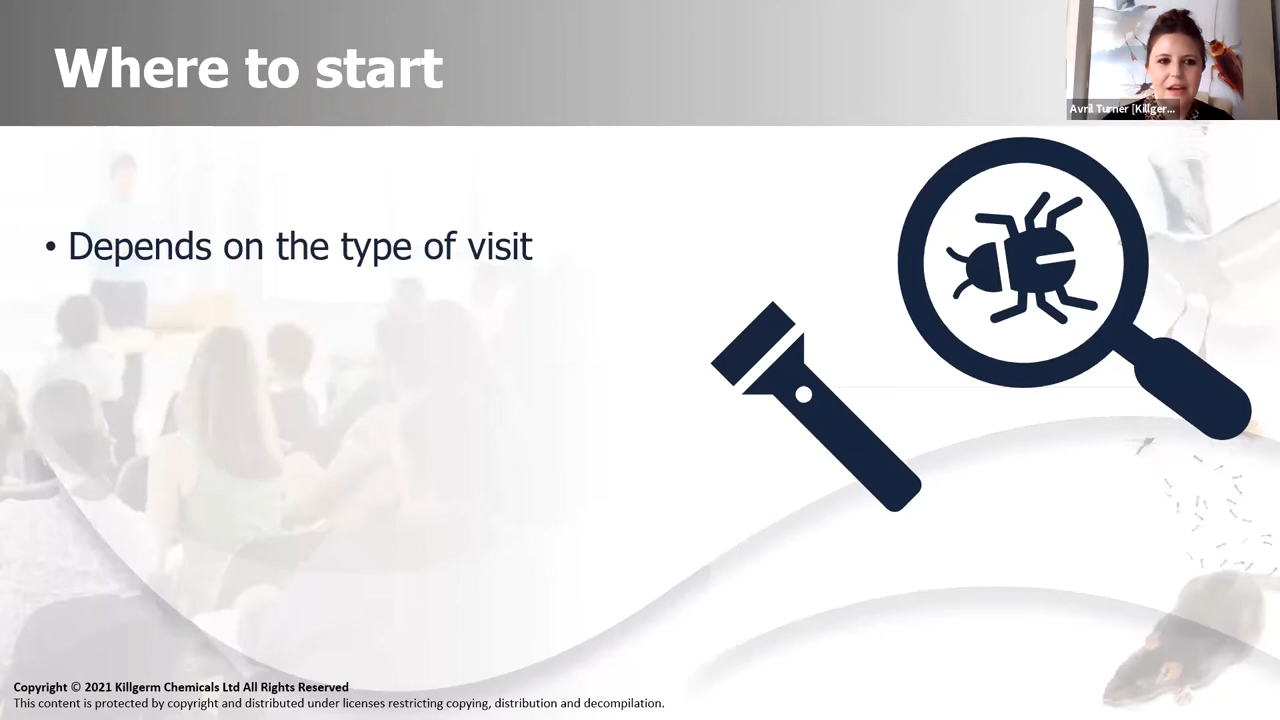 Where to start
Avril Turner [Killger...
• Depends on the type of visit
Copyright © 2021 Killgerm Chemicals Ltd All Rights Reserved
This content is protected by copyright and distributed under licenses restricting copying, distribution and decompilation.